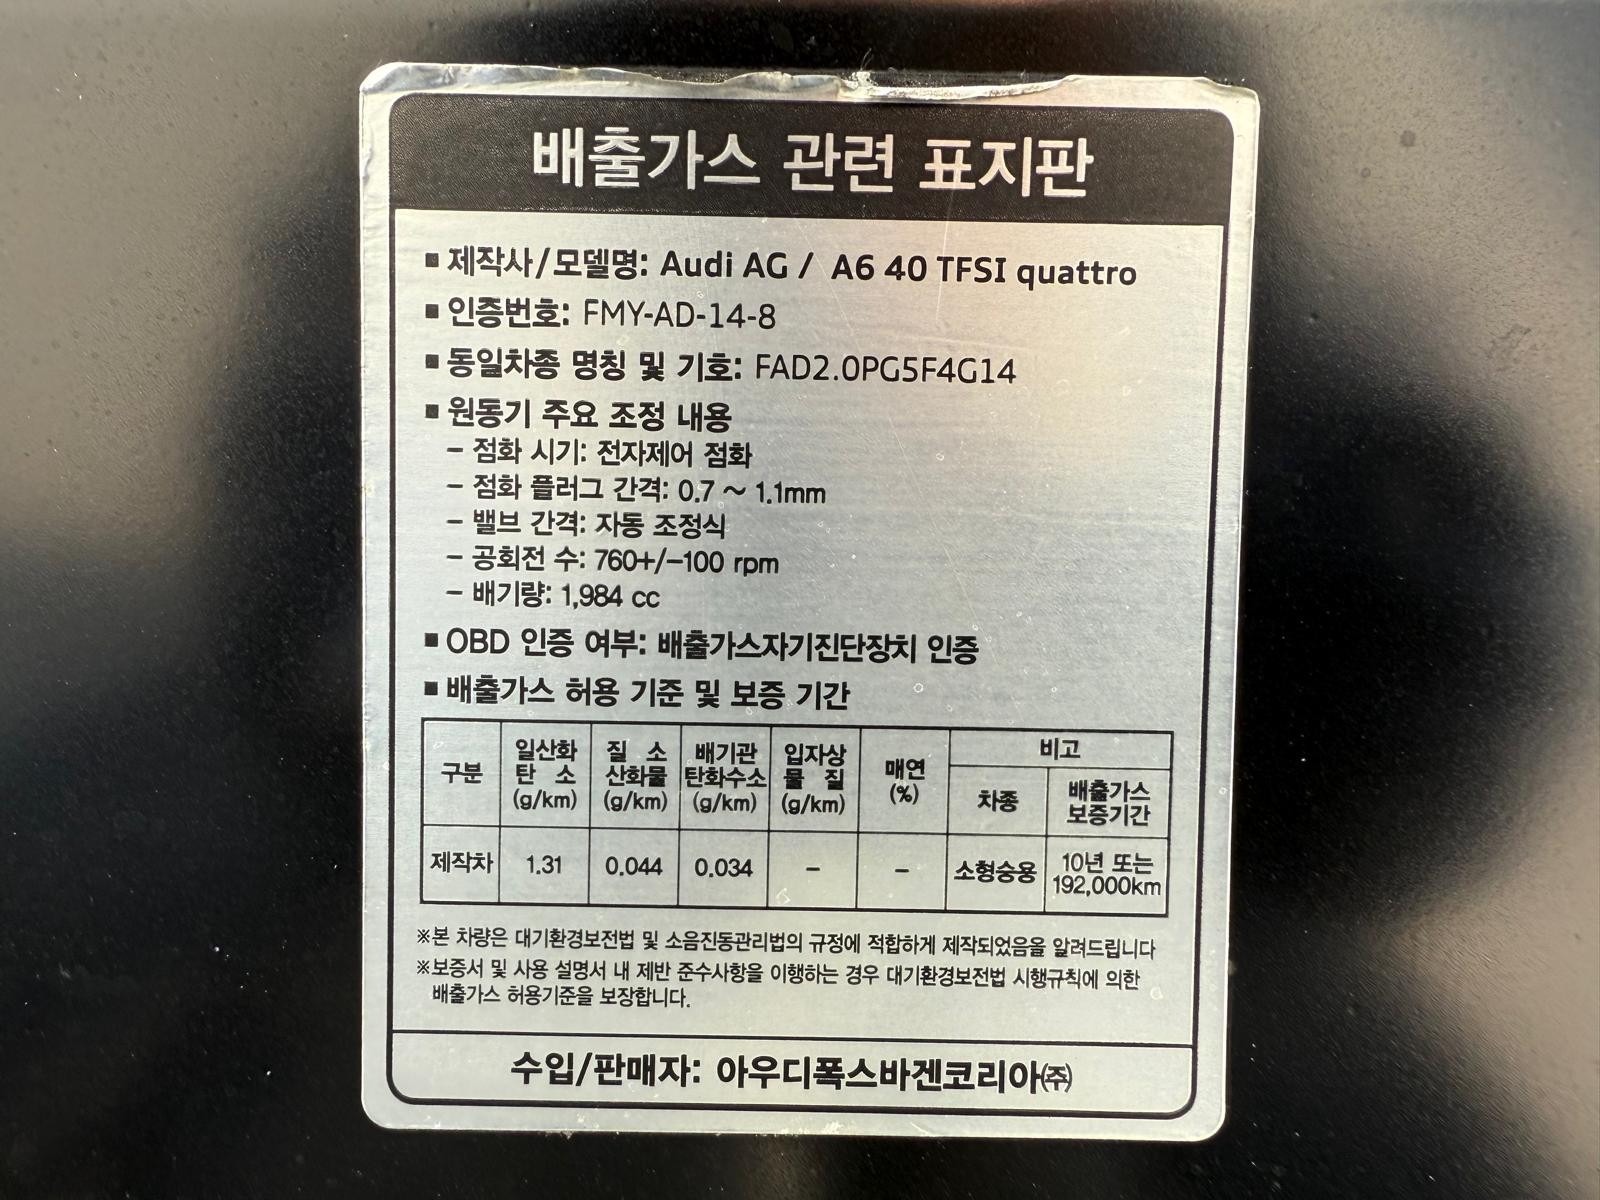 배출가스 관련 표지판
▪ 제작사/모델명: Audi AG / A6 40 TFSI quattro
▪ 인증번호: FMY-AD-14-8
▪ 동일차종 명칭 및 기호: FAD2.0PG5F4G14
▪ 원동기 주요 조정 내용
– 점화 시기: 전자제어 점화
– 점화 플러그 간격: 0.7 ~ 1.1mm
– 밸브 간격: 자동 조정식
– 공회전 수: 760+/-100 rpm
– 배기량: 1,984 cc
▪ OBD 인증 여부: 배출가스자기진단장치 인증
▪ 배출가스 허용 기준 및 보증 기간
구분
일산화
탄 소
(g/km)
질 소
산화물
(g/km)
배기관
탄화수소
(g/km)
입자상
물 질
(g/km)
매연
(%)
비고
차종
배출가스
보증기간
제작차
1.31
0.044
0.034
–
–
소형승용
10년 또는
192,000km
※본 차량은 대기환경보전법 및 소음진동관리법의 규정에 적합하게 제작되었음올 알려드립니다
※보증서 및 사용 설명서 내 제반 준수사항을 이행하는 경우 대기환경보전법 시행규칙에 의한
배출가스 허용기준을 보장합니다.
수입/판매자: 아우디폭스바겐코리아㈜